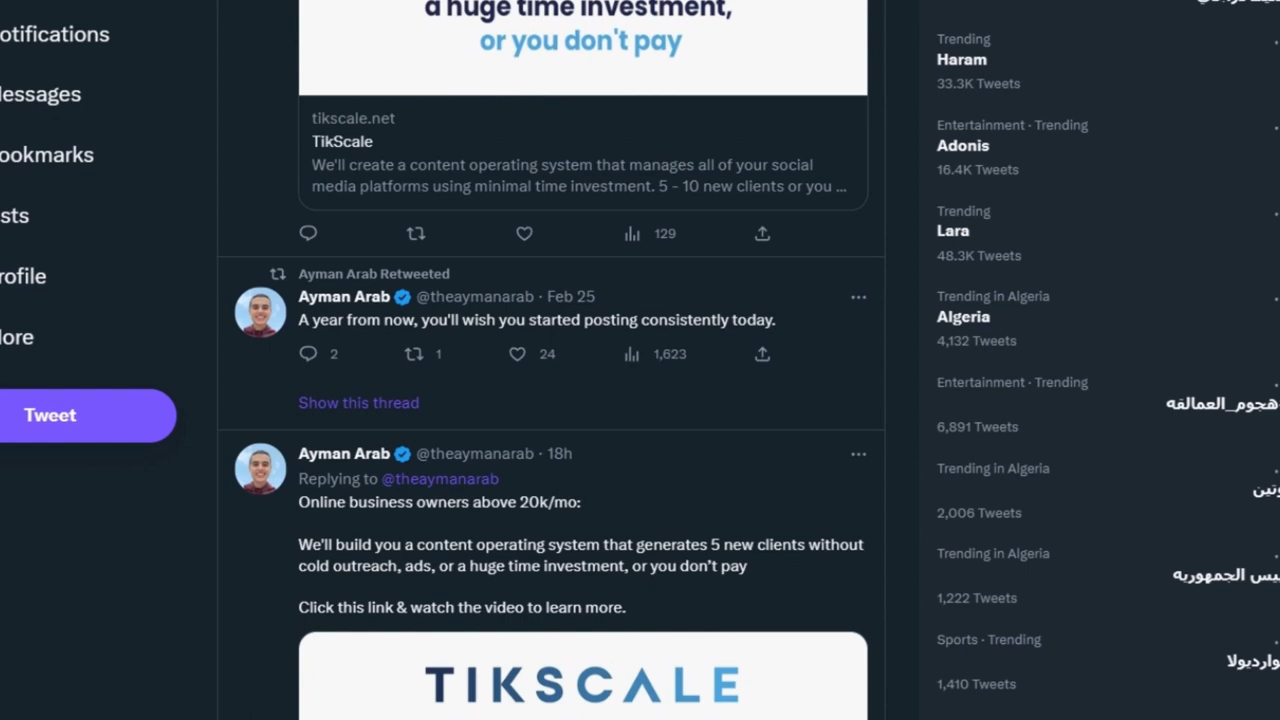 otifications
essages
ookmarks
sts
rofile
ore
Tweet
a huge time investment,
or you don't pay
tikscale.net
TikScale
We'll create a content operating system that manages all of your social
media platforms using minimal time investment. 5 - 10 new clients or you ...
129
Ayman Arab Retweeted
Ayman Arab @theaymanarab · Feb 25
A year from now, you'll wish you started posting consistently today.
2 1 24 1,623
Show this thread
Ayman Arab @theaymanarab · 18h
Replying to @theaymanarab
Online business owners above 20k/mo:
We'll build you a content operating system that generates 5 new clients without
cold outreach, ads, or a huge time investment, or you don't pay
Click this link & watch the video to learn more.
TIKSCALE
Trending
Haram
33.3K Tweets
Entertainment · Trending
Adonis
16.4K Tweets
Trending
Lara
48.3K Tweets
Trending in Algeria
Algeria
4,132 Tweets
Entertainment · Trending
هجوم_العمالقه
6,891 Tweets
Trending in Algeria
وتين
2,006 Tweets
Trending in Algeria
يس الجمهوريه
1,222 Tweets
Sports · Trending
وارديولا
1,410 Tweets